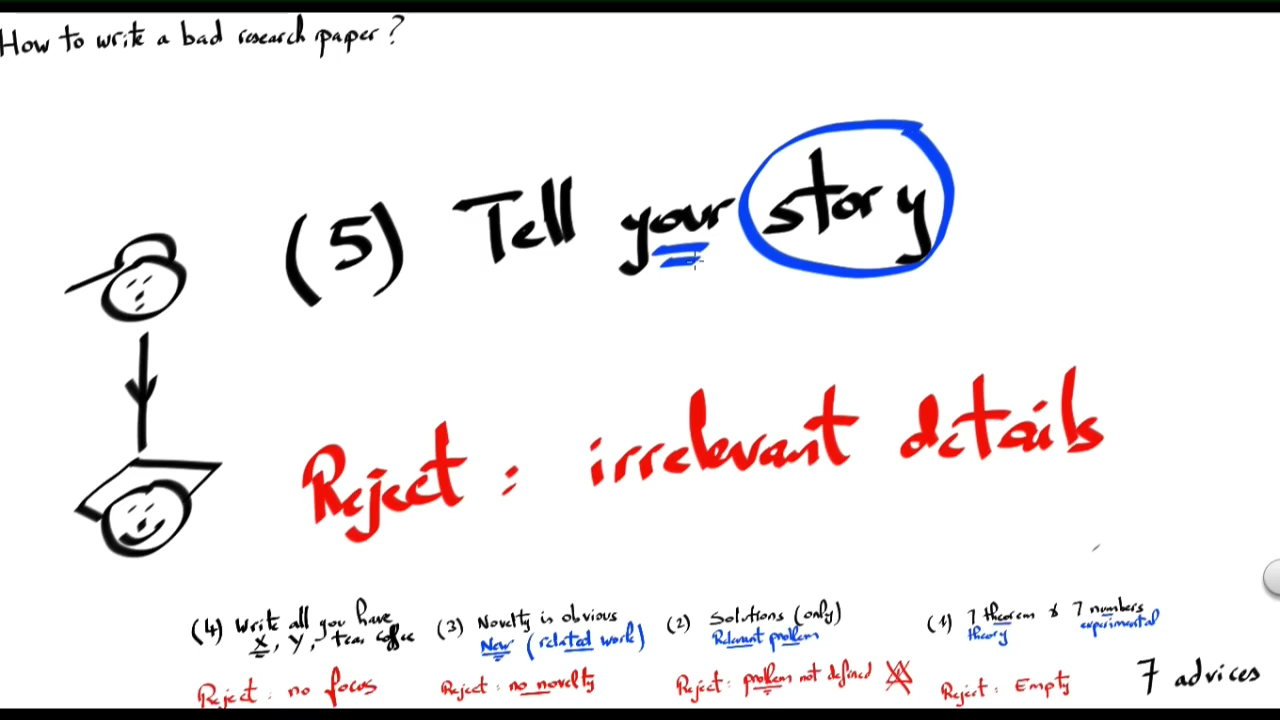 How to write a bad research paper?
(5) Tell your story
Reject: irrelevant details
(4) Write all you have
X, Y, tea, coffee
Reject: no focus
(3) Novelty is obvious
New (related work)
Reject: no novelty
(2) Solutions (only)
Relevant problem
Reject: problem not defined
(1) 7 theorem & 7 numbers
theory experimental
Reject: Empty
7 advices